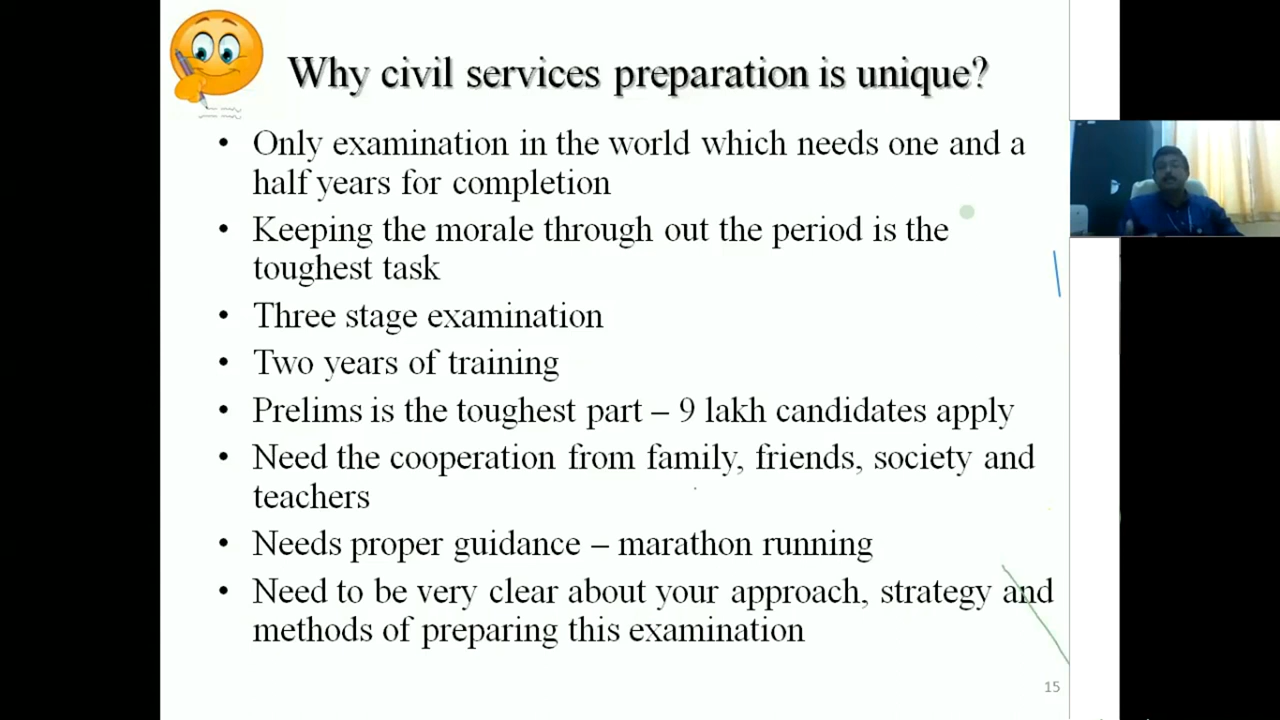 Why civil services preparation is unique?
• Only examination in the world which needs one and a
half years for completion
• Keeping the morale through out the period is the
toughest task
• Three stage examination
• Two years of training
• Prelims is the toughest part – 9 lakh candidates apply
• Need the cooperation from family, friends, society and
teachers
• Needs proper guidance – marathon running
• Need to be very clear about your approach, strategy and
methods of preparing this examination
15